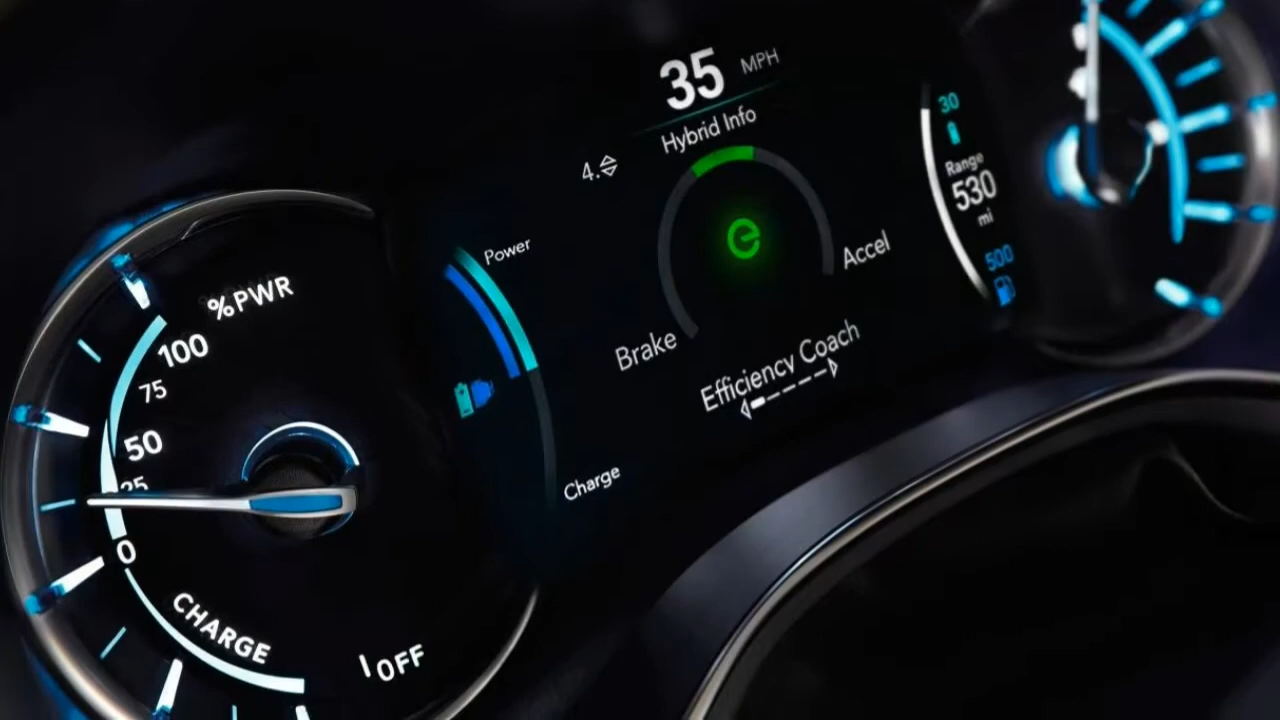 35 MPH
Hybrid Info
4.
30
Range
530
mi
500
Power
Accel
Brake
Efficiency Coach
Charge
%PWR
100
75
50
25
0
CHARGE
OFF